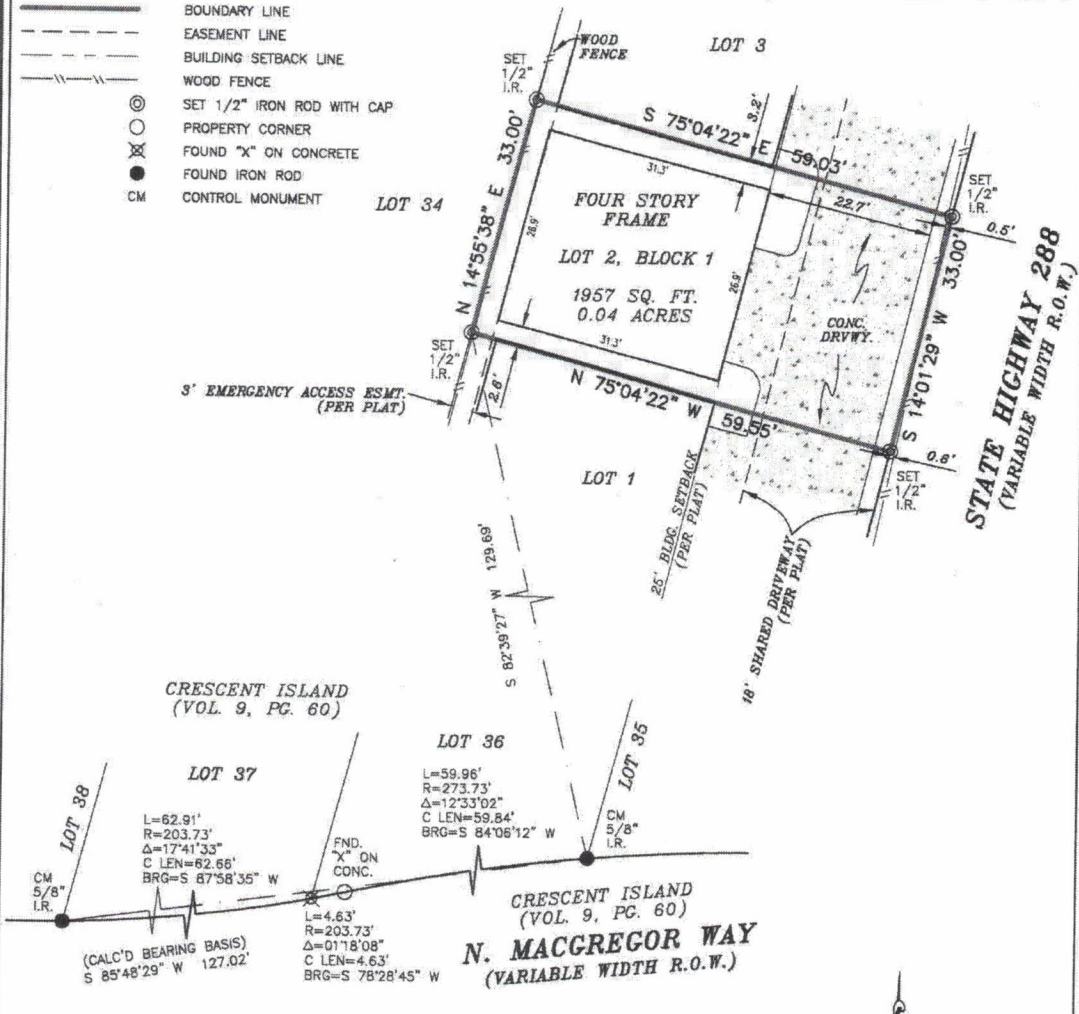 BOUNDARY LINE
EASEMENT LINE
BUILDING SETBACK LINE
WOOD FENCE
SET 1/2" IRON ROD WITH CAP
PROPERTY CORNER
FOUND "X" ON CONCRETE
FOUND IRON ROD
CM CONTROL MONUMENT
WOOD
FENCE
LOT 3
SET
1/2"
I.R.
S 75°04'22" E 59.03'
3.2'
N 14°55'38" E 33.00'
LOT 34
31.3'
26.9'
FOUR STORY
FRAME
LOT 2, BLOCK 1
1957 SQ. FT.
0.04 ACRES
26.9'
31.3'
22.7'
SET
1/2"
I.R.
0.5'
CONC.
DRVWY.
S 14°01'29" W 33.00'
STATE HIGHWAY 288
(VARIABLE WIDTH R.O.W.)
SET
1/2"
I.R.
3' EMERGENCY ACCESS ESMT.
(PER PLAT)
2.6'
N 75°04'22" W 59.55'
0.6'
SET
1/2"
I.R.
LOT 1
25' BLDG. SETBACK
(PER PLAT)
18' SHARED DRIVEWAY
(PER PLAT)
S 82°39'27" W 129.69'
CRESCENT ISLAND
(VOL. 9, PG. 60)
LOT 38
LOT 37
L=62.91'
R=203.73'
Δ=17°41'33"
C LEN=62.66'
BRG=S 87°58'35" W
LOT 36
L=59.96'
R=273.73'
Δ=12°33'02"
C LEN=59.84'
BRG=S 84°06'12" W
LOT 35
CM
5/8"
I.R.
FND.
"X" ON
CONC.
CM
5/8"
I.R.
L=4.63'
R=203.73'
Δ=01°18'08"
C LEN=4.63'
BRG=S 78°28'45" W
(CALC'D BEARING BASIS)
S 85°48'29" W 127.02'
CRESCENT ISLAND
(VOL. 9, PG. 60)
N. MACGREGOR WAY
(VARIABLE WIDTH R.O.W.)